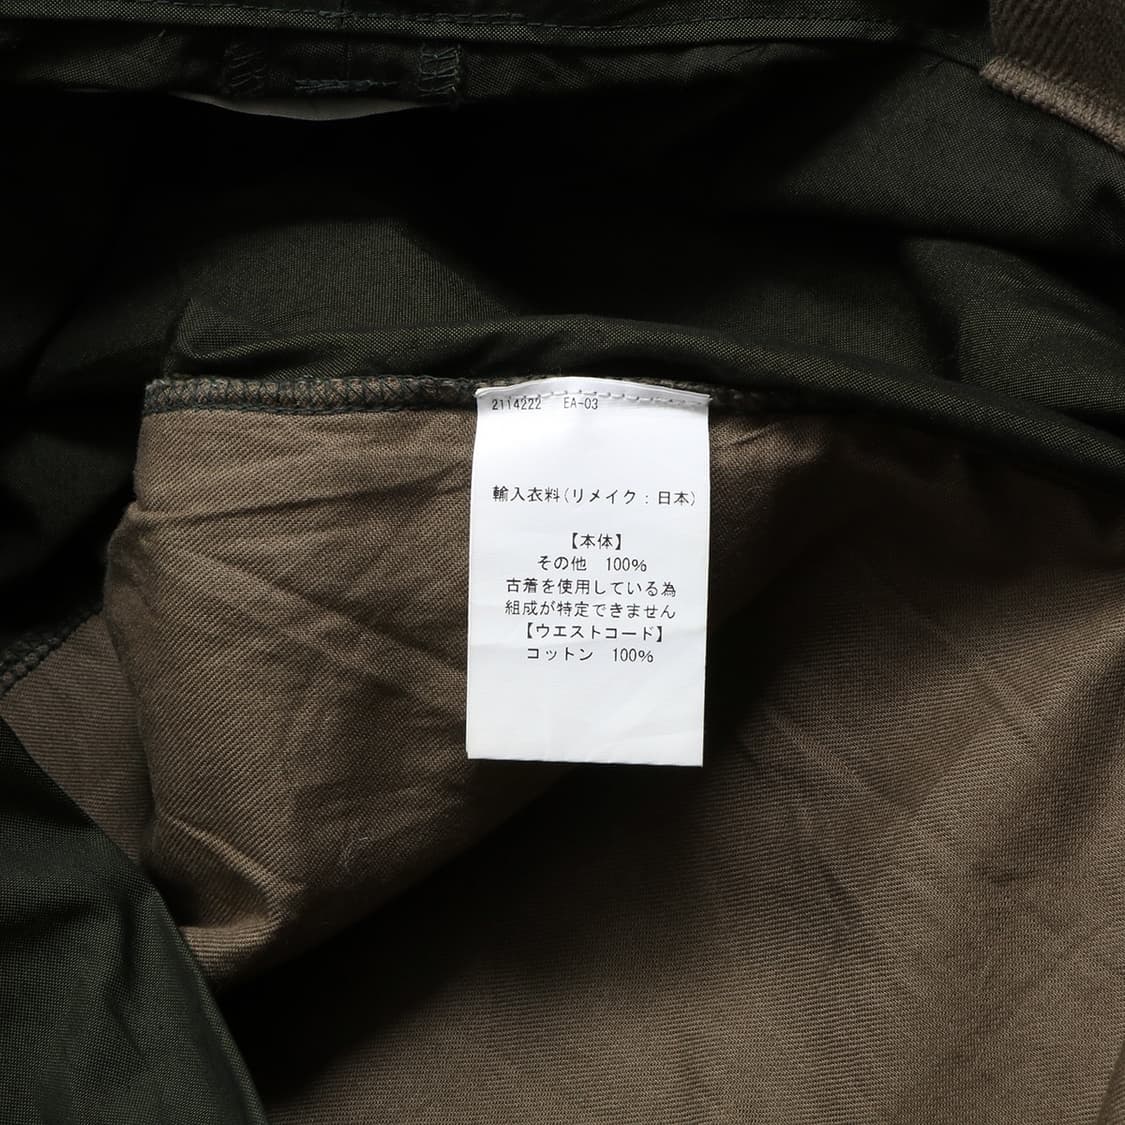 2114222 EA-03
輸入衣料(リメイク:日本)
【本体】
その他 100%
古着を使用している為
組成が特定できません
【ウエストコード】
コットン 100%